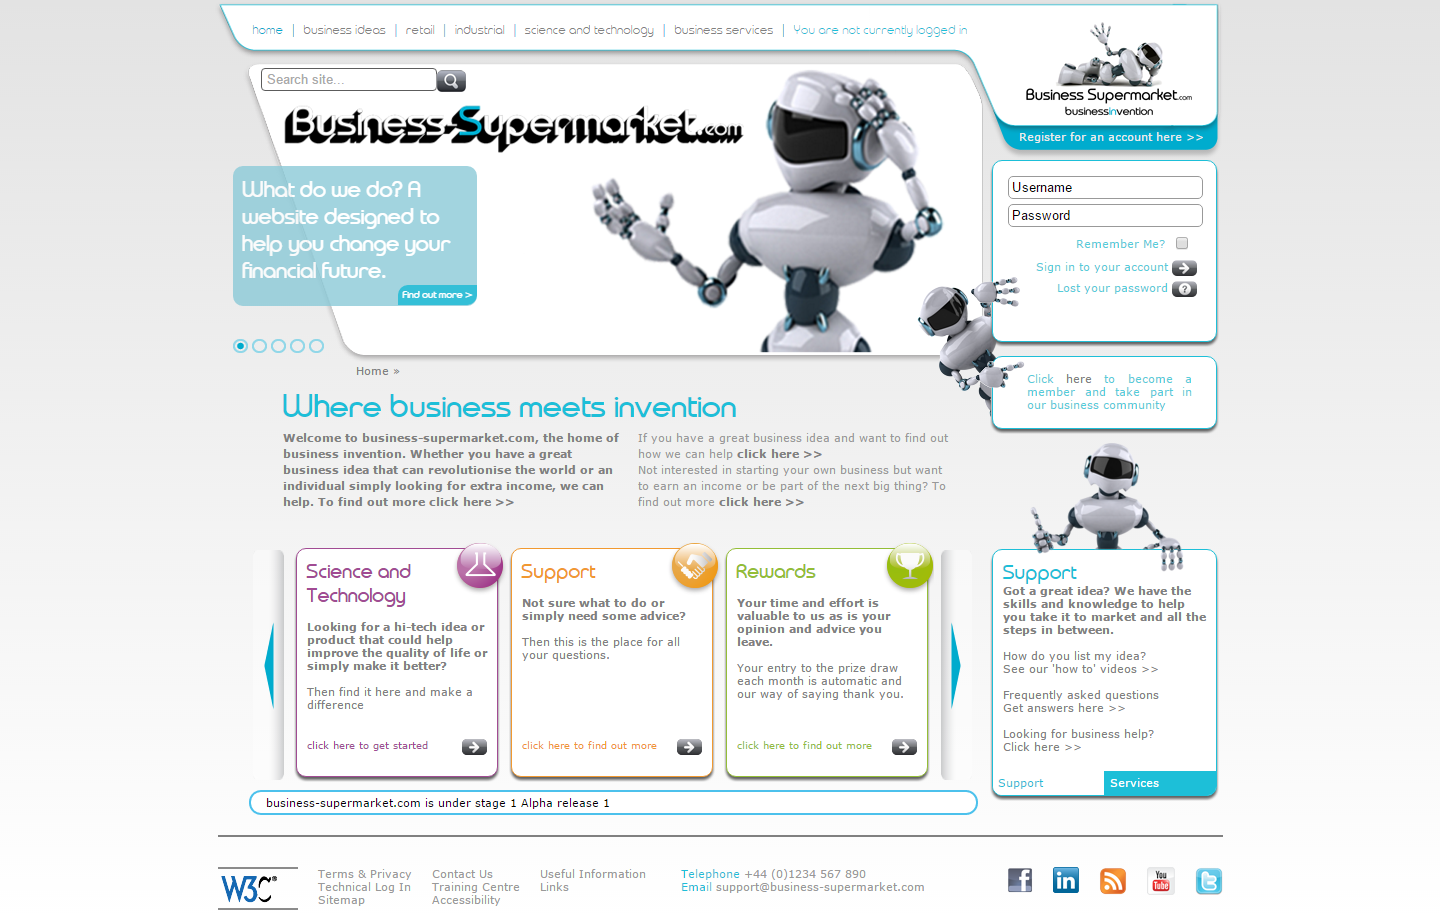 home | business ideas | retail | industrial | science and technology | business services | You are not currently logged in
Business Supermarket.com
businessinvention
Register for an account here >>
Search site...
Business-Supermarket.com
What do we do? A
website designed to
help you change your
financial future.
find out more >
Username
Password
Remember Me?
Sign in to your account
Lost your password
Click here to become a
member and take part in
our business community
Home »
Where business meets invention
Welcome to business-supermarket.com, the home of
business invention. Whether you have a great
business idea that can revolutionise the world or an
individual simply looking for extra income, we can
help. To find out more click here >>
If you have a great business idea and want to find out
how we can help click here >>
Not interested in starting your own business but want
to earn an income or be part of the next big thing? To
find out more click here >>
Science and
Technology
Looking for a hi-tech idea or
product that could help
improve the quality of life or
simply make it better?
Then find it here and make a
difference
click here to get started
Support
Not sure what to do or
simply need some advice?
Then this is the place for all
your questions.
click here to find out more
Rewards
Your time and effort is
valuable to us as is your
opinion and advice you
leave.
Your entry to the prize draw
each month is automatic and
our way of saying thank you.
click here to find out more
Support
Got a great idea? We have the
skills and knowledge to help
you take it to market and all the
steps in between.
How do you list my idea?
See our 'how to' videos >>
Frequently asked questions
Get answers here >>
Looking for business help?
Click here >>
Support
Services
business-supermarket.com is under stage 1 Alpha release 1
W3C®
Terms & Privacy
Technical Log In
Sitemap
Contact Us
Training Centre
Accessibility
Useful Information
Links
Telephone +44 (0)1234 567 890
Email support@business-supermarket.com
f
in
You
Tube
t